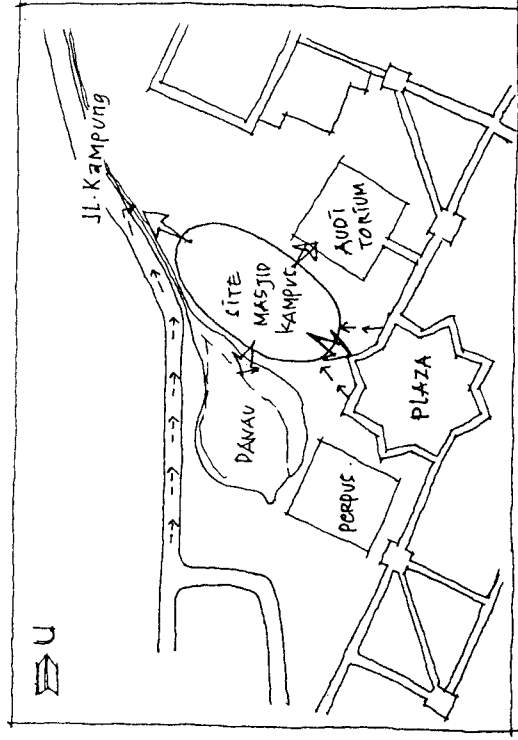 JL. Kampung
SITE
MASJID
KAMPUS
AUDI
TORIUM
DANAU
PLAZA
PERPUS.
U